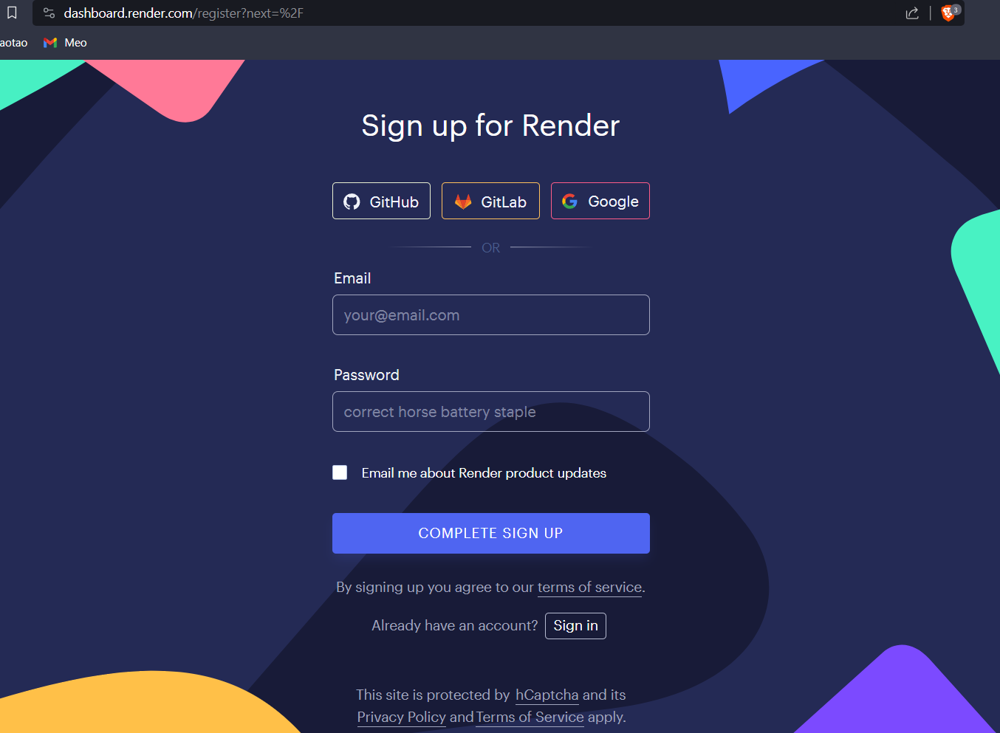 dashboard.render.com/register?next=%2F
3
aotao Meo
Sign up for Render
GitHub GitLab Google
OR
Email
your@email.com
Password
correct horse battery staple
Email me about Render product updates
COMPLETE SIGN UP
By signing up you agree to our terms of service.
Already have an account? Sign in
This site is protected by hCaptcha and its
Privacy Policy and Terms of Service apply.